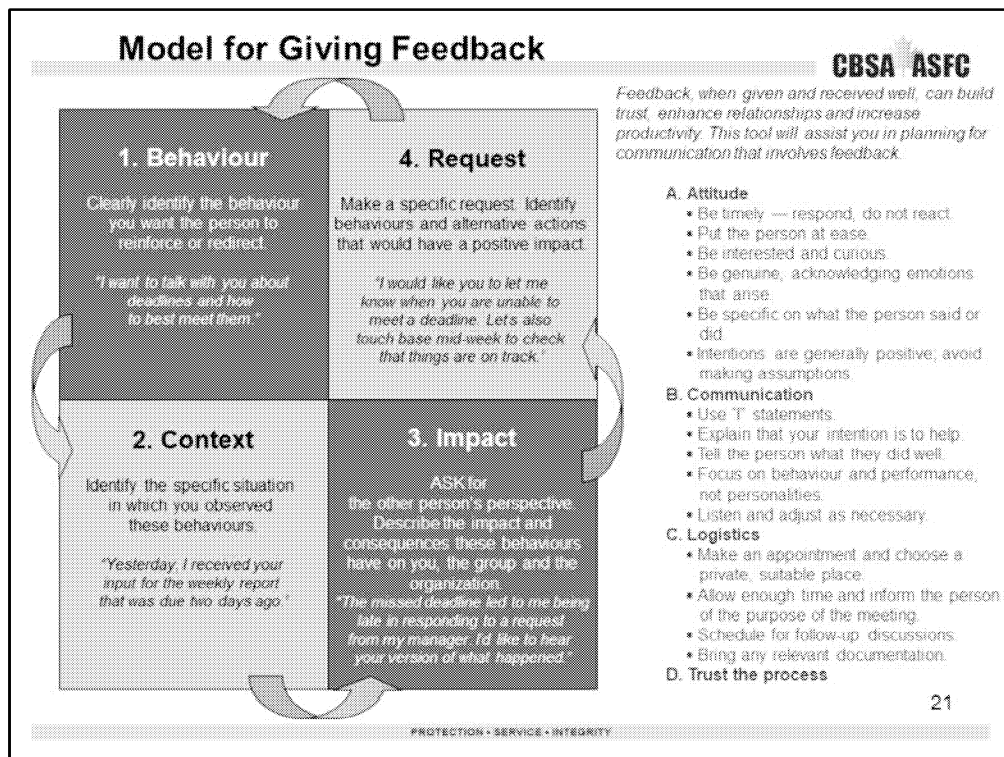 Model for Giving Feedback
CBSA ASFC
Feedback, when given and received well, can build
trust, enhance relationships and increase
productivity. This tool will assist you in planning for
communication that involves feedback.
1. Behaviour
Clearly identify the behaviour
you want the person to
reinforce or redirect.
"I want to talk with you about
deadlines and how
to best meet them."
4. Request
Make a specific request. Identify
behaviours and alternative actions
that would have a positive impact.
"I would like you to let me
know when you are unable to
meet a deadline. Let's also
touch base mid-week to check
that things are on track."
2. Context
Identify the specific situation
in which you observed
these behaviours.
"Yesterday, I received your
input for the weekly report
that was due two days ago."
3. Impact
ASK for
the other person's perspective.
Describe the impact and
consequences these behaviours
have on you, the group and the
organization.
"The missed deadline led to me being
late in responding to a request
from my manager. I'd like to hear
your version of what happened."
A. Attitude
• Be timely — respond, do not react.
• Put the person at ease.
• Be interested and curious.
• Be genuine, acknowledging emotions
that arise.
• Be specific on what the person said or
did.
• Intentions are generally positive; avoid
making assumptions.
B. Communication
• Use "I" statements.
• Explain that your intention is to help.
• Tell the person what they did well.
• Focus on behaviour and performance,
not personalities.
• Listen and adjust as necessary.
C. Logistics
• Make an appointment and choose a
private, suitable place.
• Allow enough time and inform the person
of the purpose of the meeting.
• Schedule for follow-up discussions.
• Bring any relevant documentation.
D. Trust the process
21
PROTECTION • SERVICE • INTEGRITY